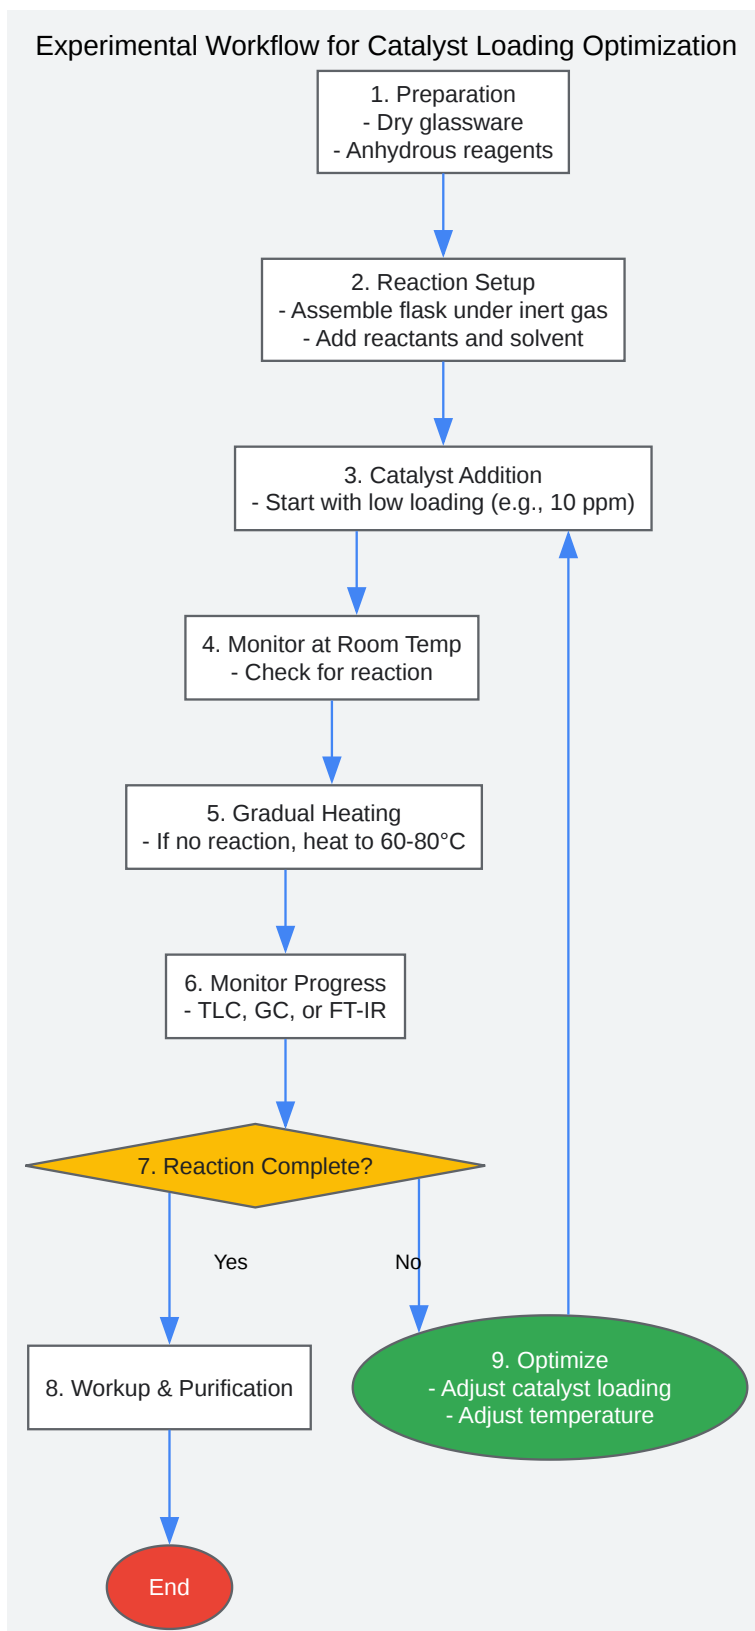 Experimental Workflow for Catalyst Loading Optimization
1. Preparation
- Dry glassware
- Anhydrous reagents
2. Reaction Setup
- Assemble flask under inert gas
- Add reactants and solvent
3. Catalyst Addition
- Start with low loading (e.g., 10 ppm)
4. Monitor at Room Temp
- Check for reaction
5. Gradual Heating
- If no reaction, heat to 60-80°C
6. Monitor Progress
- TLC, GC, or FT-IR
7. Reaction Complete?
Yes
No
8. Workup & Purification
9. Optimize
- Adjust catalyst loading
- Adjust temperature
End